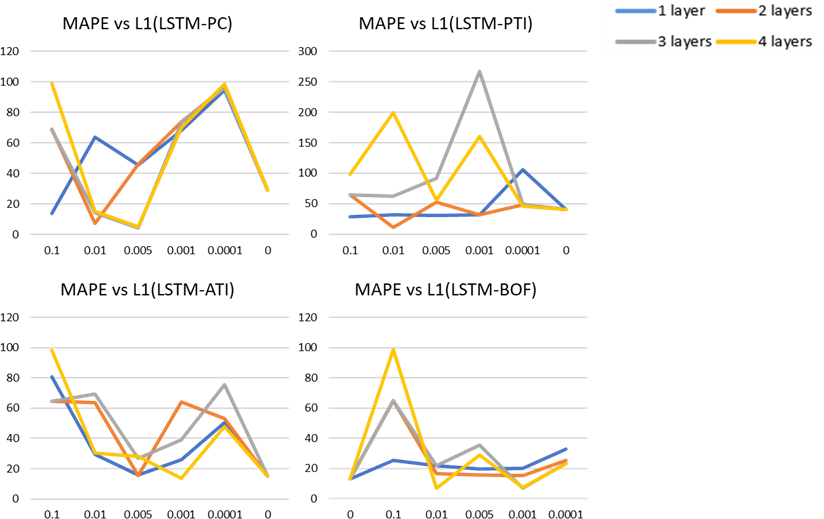 MAPE vs L1(LSTM-PC)
120
100
80
60
40
20
0
0.1 0.01 0.005 0.001 0.0001 0
MAPE vs L1(LSTM-PTI)
300
250
200
150
100
50
0
0.1 0.01 0.005 0.001 0.0001 0
1 layer 2 layers
3 layers 4 layers
MAPE vs L1(LSTM-ATI)
120
100
80
60
40
20
0
0.1 0.01 0.005 0.001 0.0001 0
MAPE vs L1(LSTM-BOF)
120
100
80
60
40
20
0
0 0.1 0.01 0.005 0.001 0.0001